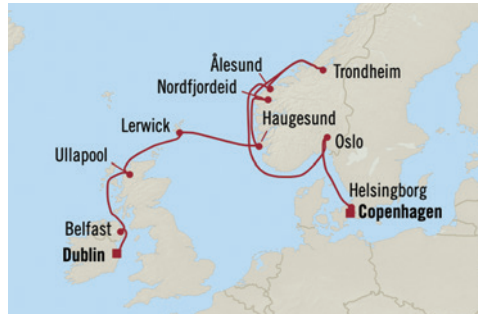 Ålesund
Nordfjordeid
Trondheim
Haugesund
Lerwick
Oslo
Ullapool
Helsingborg
Copenhagen
Belfast
Dublin